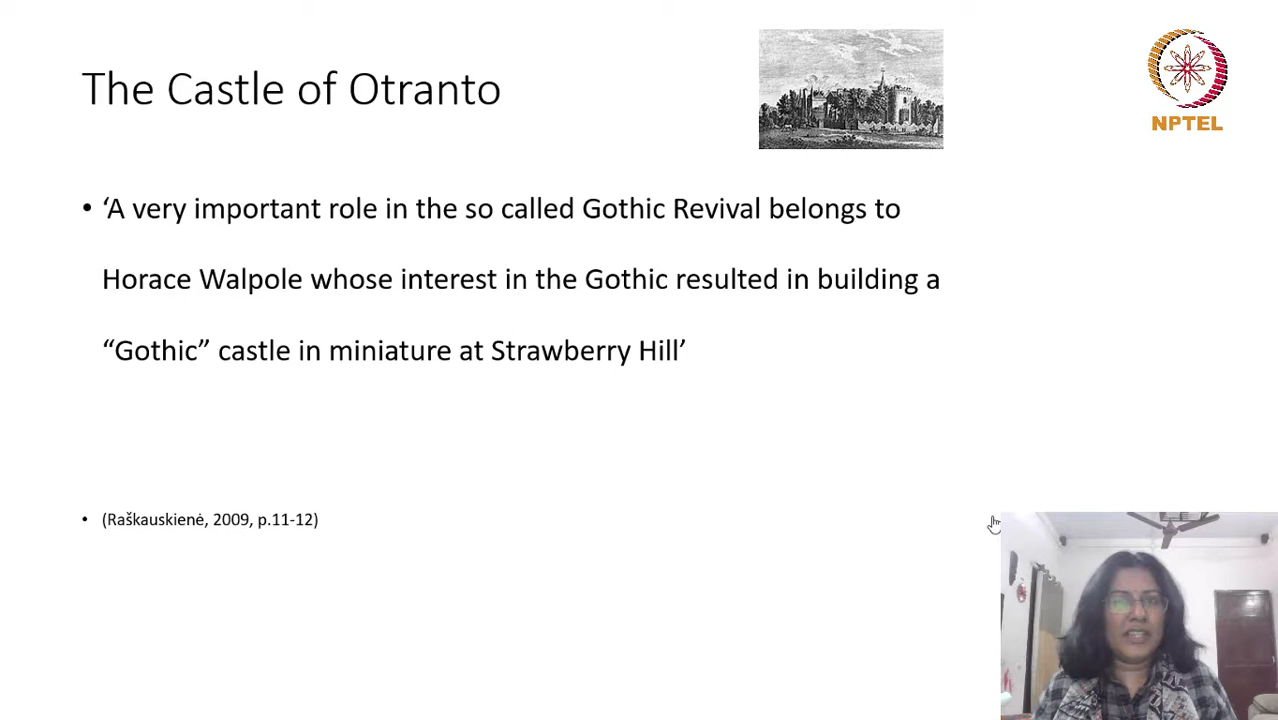 The Castle of Otranto
NPTEL
• ‘A very important role in the so called Gothic Revival belongs to
Horace Walpole whose interest in the Gothic resulted in building a
“Gothic” castle in miniature at Strawberry Hill’
• (Raškauskienė, 2009, p.11-12)